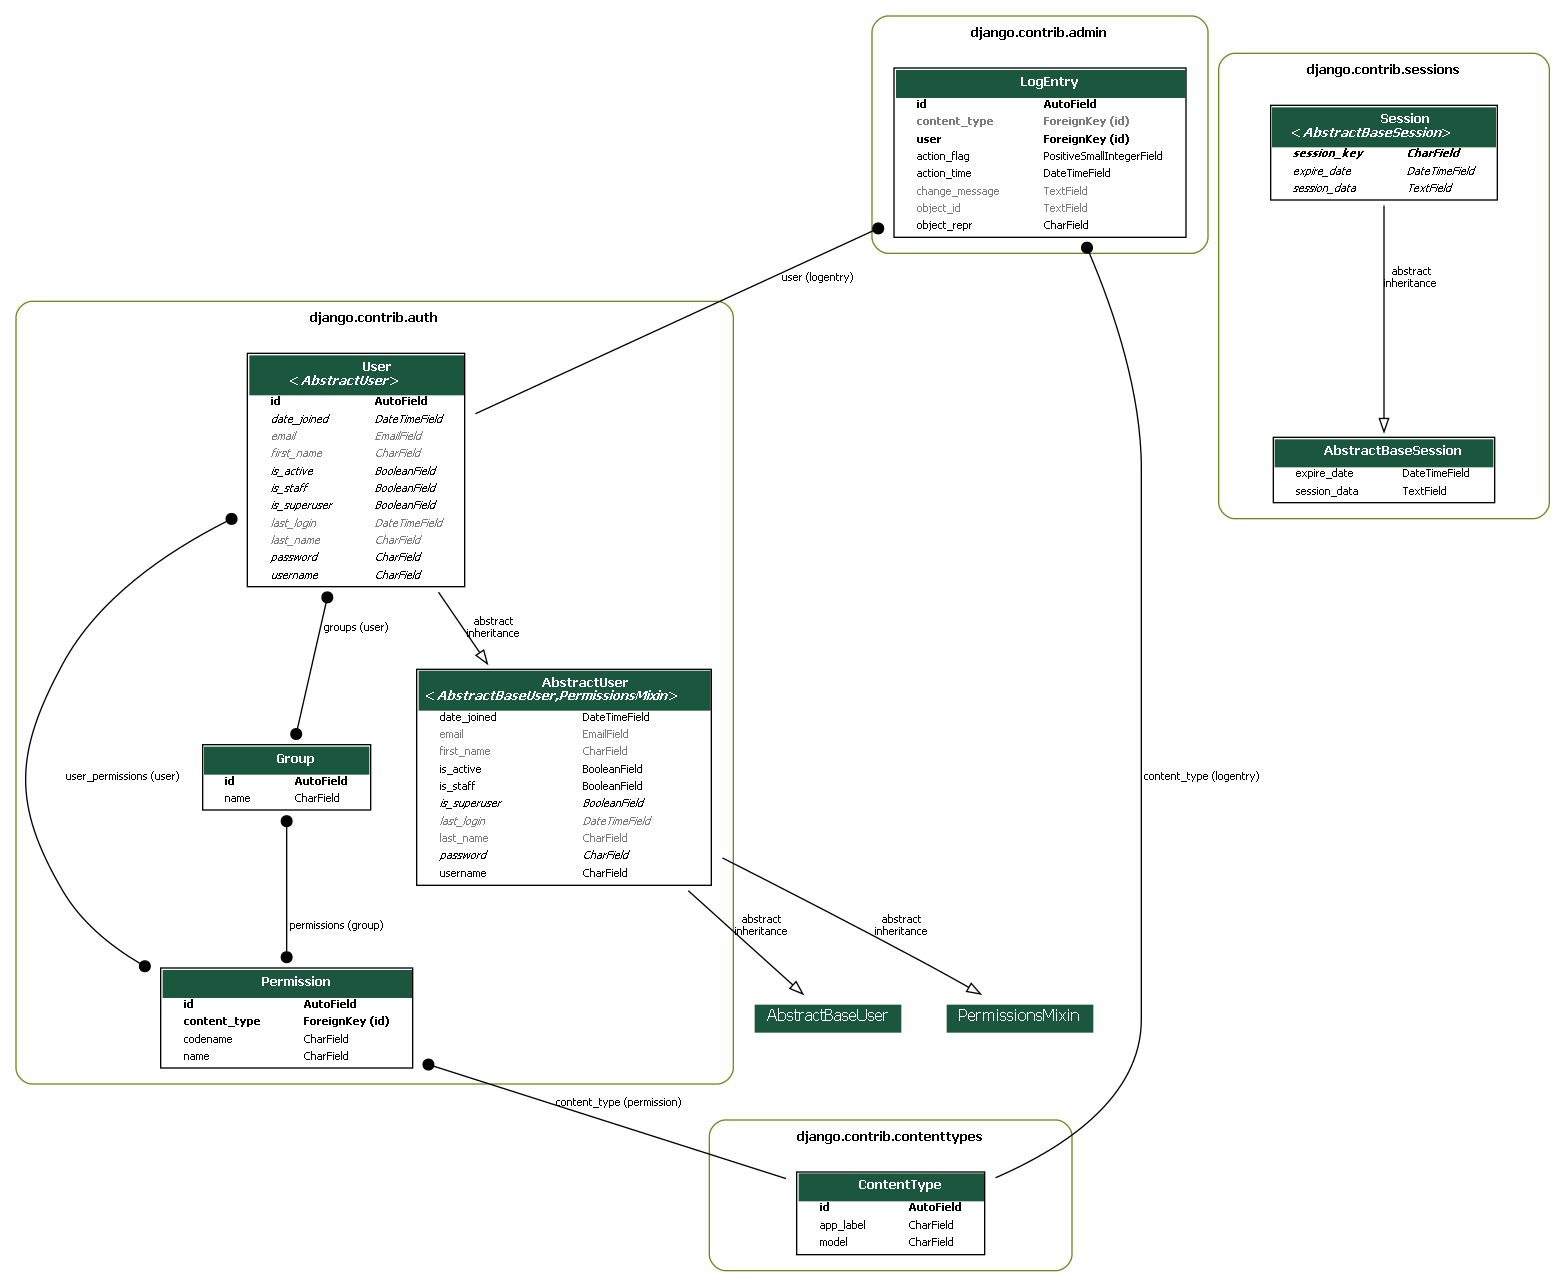 django.contrib.admin
LogEntry
id AutoField
content_type ForeignKey (id)
user ForeignKey (id)
action_flag PositiveSmallIntegerField
action_time DateTimeField
change_message TextField
object_id TextField
object_repr CharField
django.contrib.sessions
Session
<AbstractBaseSession>
session_key CharField
expire_date DateTimeField
session_data TextField
abstract
inheritance
AbstractBaseSession
expire_date DateTimeField
session_data TextField
user (logentry)
django.contrib.auth
User
<AbstractUser>
id AutoField
date_joined DateTimeField
email EmailField
first_name CharField
is_active BooleanField
is_staff BooleanField
is_superuser BooleanField
last_login DateTimeField
last_name CharField
password CharField
username CharField
groups (user)
abstract
inheritance
AbstractUser
<AbstractBaseUser,PermissionsMixin>
date_joined DateTimeField
email EmailField
first_name CharField
is_active BooleanField
is_staff BooleanField
is_superuser BooleanField
last_login DateTimeField
last_name CharField
password CharField
username CharField
Group
id AutoField
name CharField
user_permissions (user)
content_type (logentry)
permissions (group)
abstract
inheritance
abstract
inheritance
Permission
id AutoField
content_type ForeignKey (id)
codename CharField
name CharField
AbstractBaseUser
PermissionsMixin
content_type (permission)
django.contrib.contenttypes
ContentType
id AutoField
app_label CharField
model CharField